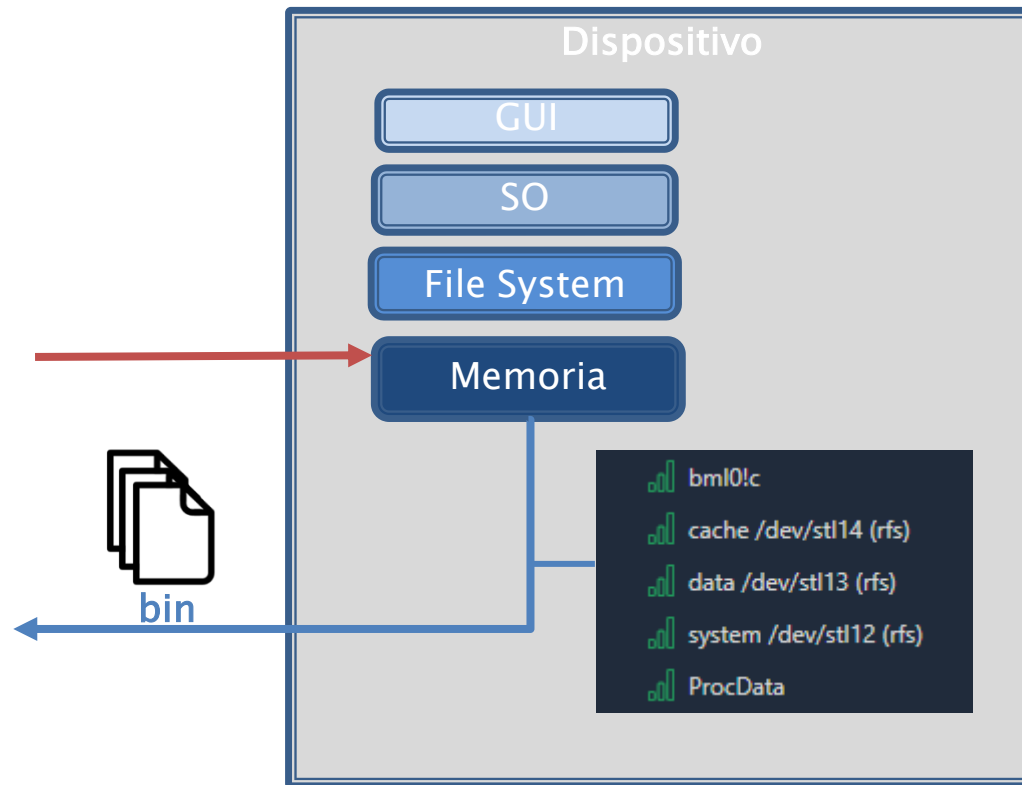 Dispositivo
GUI
SO
File System
Memoria
bml0!c
cache /dev/stl14 (rfs)
data /dev/stl13 (rfs)
system /dev/stl12 (rfs)
ProcData
bin